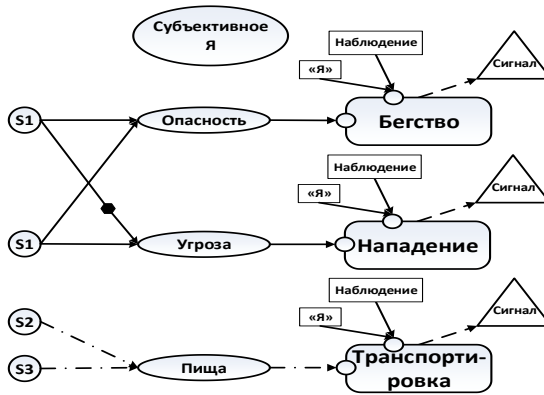 Субъективное
Я
Наблюдение
«Я»
Сигнал
S1
Опасность
Бегство
Наблюдение
«Я»
Сигнал
S1
Угроза
Нападение
Наблюдение
«Я»
Сигнал
S2
S3
Пища
Транспорти-
ровка